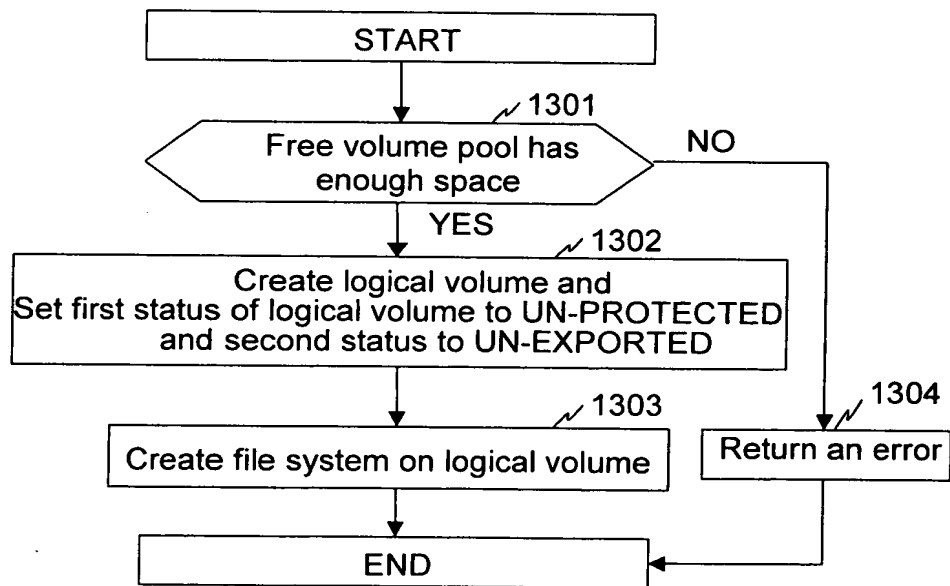 START
1301
Free volume pool has
enough space
NO
YES
1302
Create logical volume and
Set first status of logical volume to UN-PROTECTED
and second status to UN-EXPORTED
1303
Create file system on logical volume
1304
Return an error
END